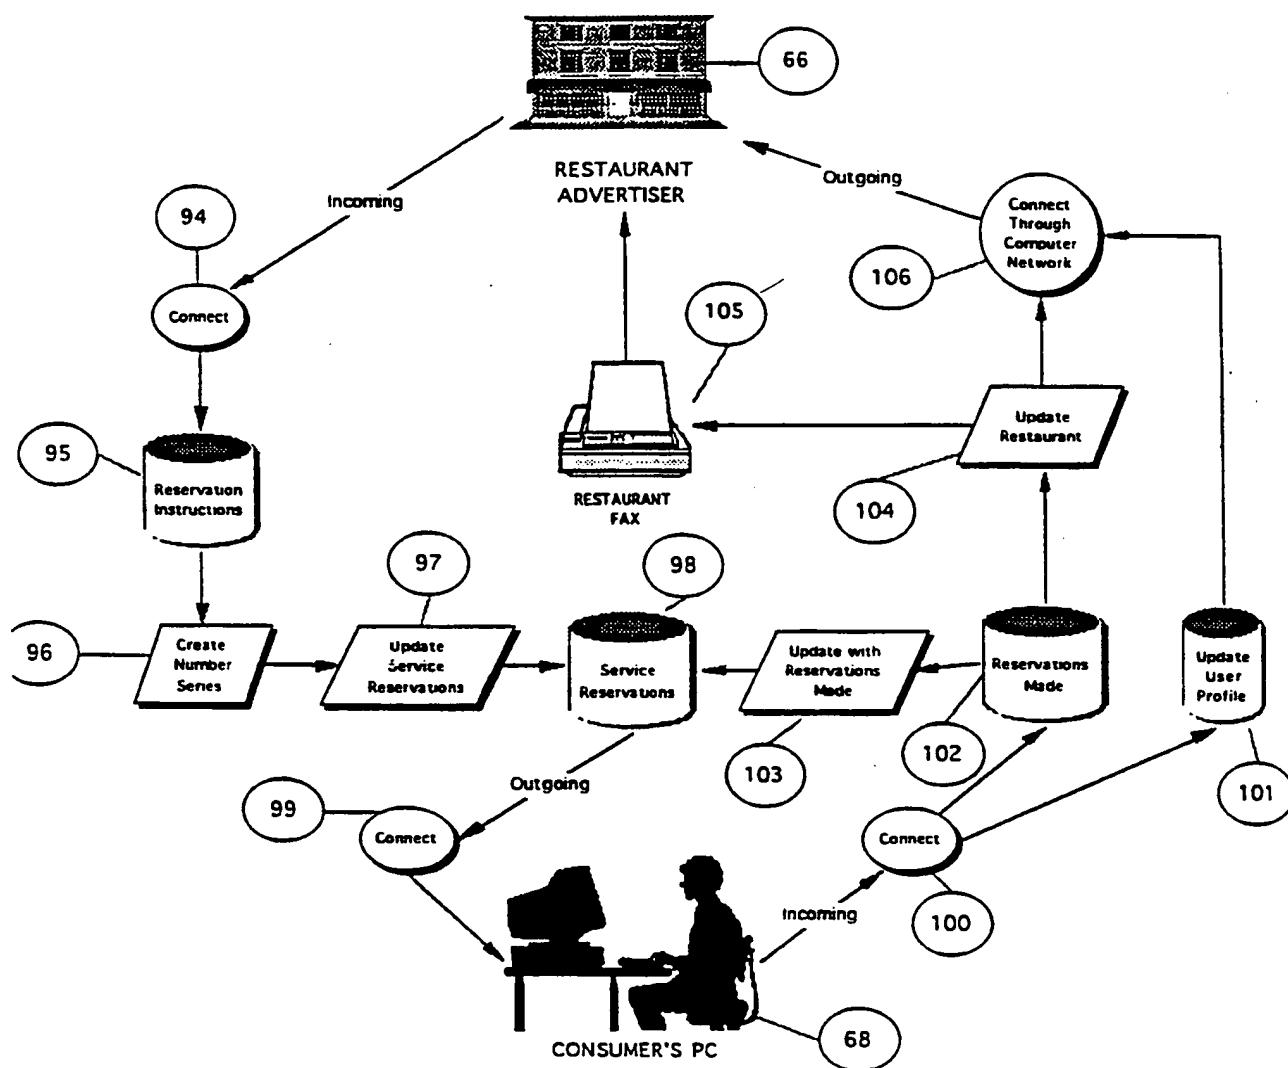 66
RESTAURANT
ADVERTISER
Outgoing
Incoming
94
Connect
Through
Computer
Network
106
Connect
105
Update
Restaurant
95
Reservation
Instructions
RESTAURANT
FAX
104
97
98
96
Create
Number
Series
Update
Service
Reservations
Service
Reservations
Update with
Reservations
Made
Reservations
Made
Update
User
Profile
102
103
101
Outgoing
99
Connect
Connect
Incoming
100
68
CONSUMER'S PC